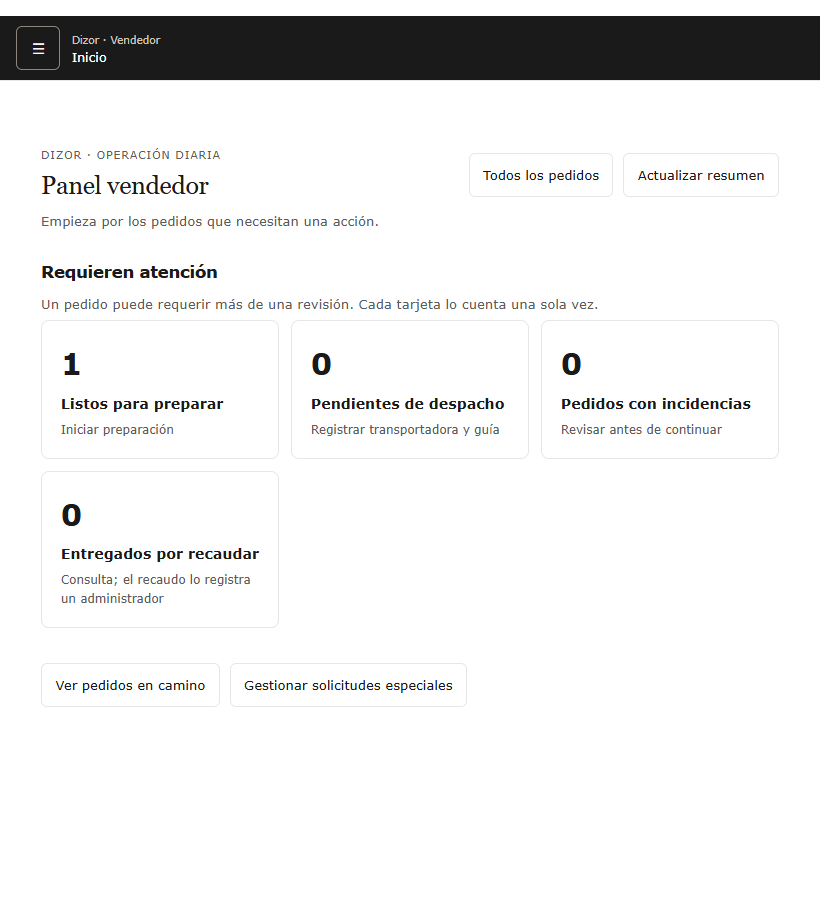 ☰
Dizor · Vendedor
Inicio
DIZOR · OPERACIÓN DIARIA
Panel vendedor
Empieza por los pedidos que necesitan una acción.
Todos los pedidos
Actualizar resumen
Requieren atención
Un pedido puede requerir más de una revisión. Cada tarjeta lo cuenta una sola vez.
1
Listos para preparar
Iniciar preparación
0
Pendientes de despacho
Registrar transportadora y guía
0
Pedidos con incidencias
Revisar antes de continuar
0
Entregados por recaudar
Consulta; el recaudo lo registra
un administrador
Ver pedidos en camino
Gestionar solicitudes especiales